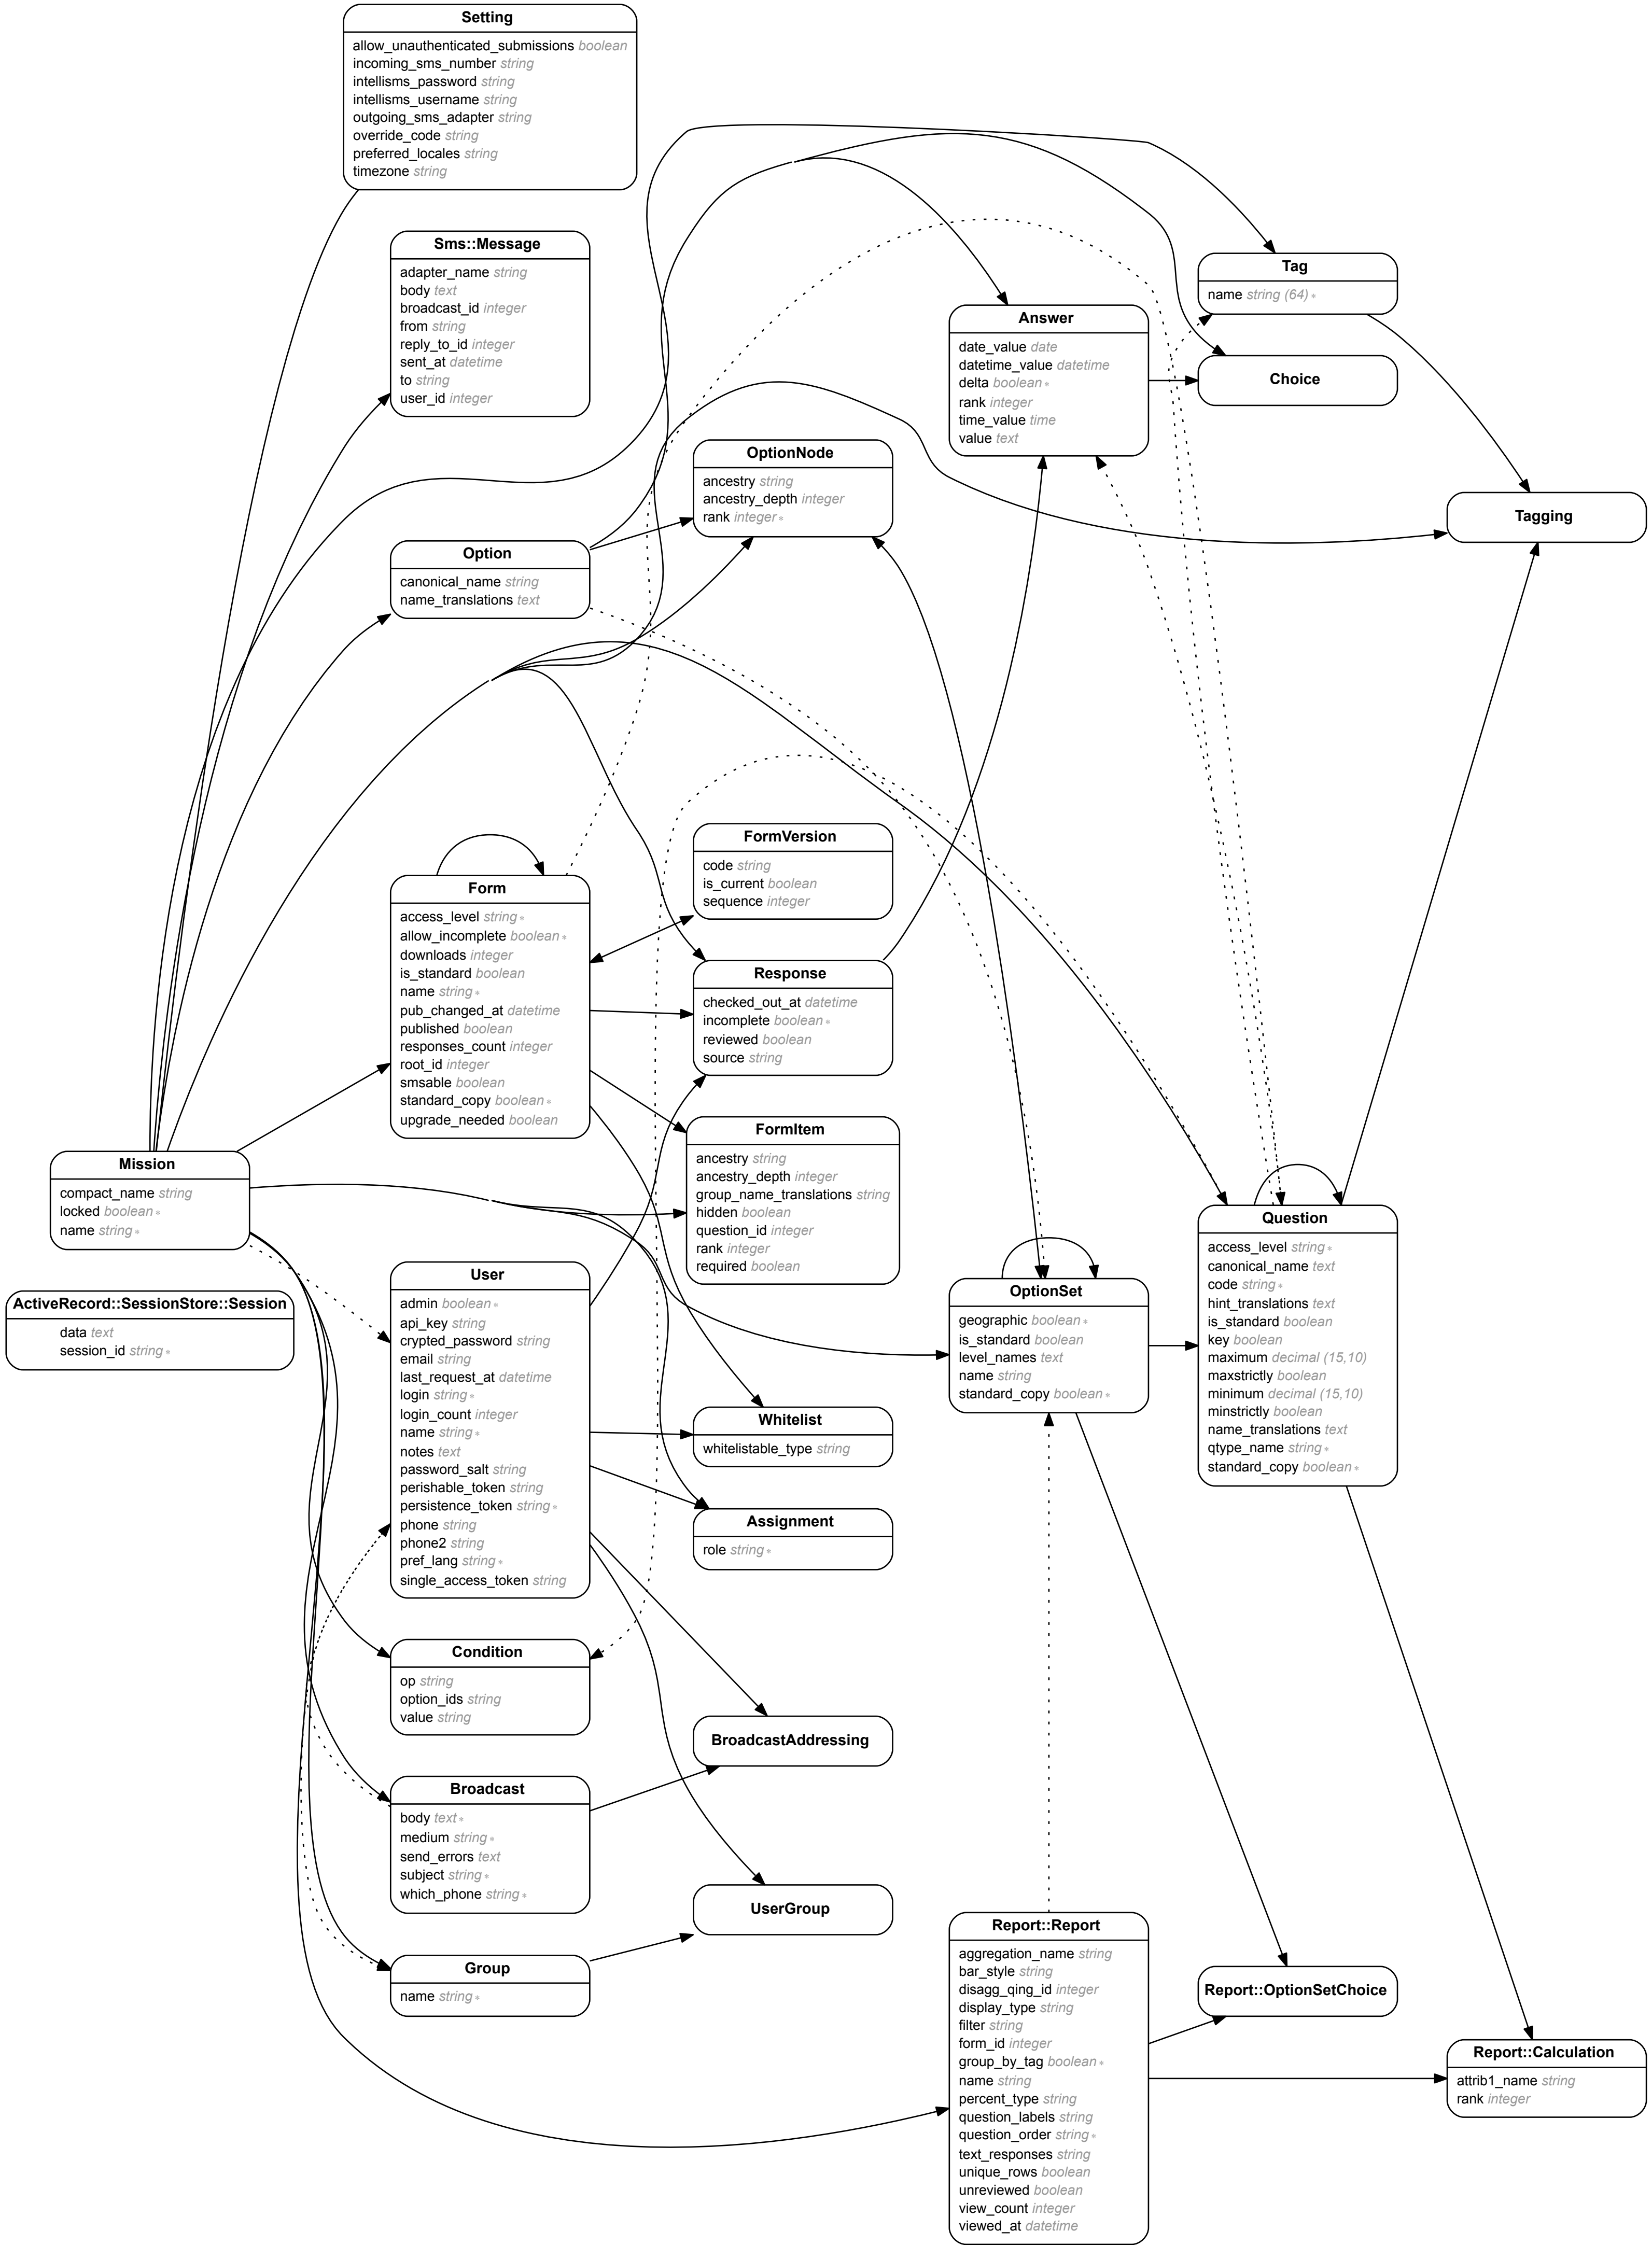 Setting
allow_unauthenticated_submissions boolean
incoming_sms_number string
intellisms_password string
intellisms_username string
outgoing_sms_adapter string
override_code string
preferred_locales string
timezone string
Sms::Message
adapter_name string
body text
broadcast_id integer
from string
reply_to_id integer
sent_at datetime
to string
user_id integer
Tag
name string (64) *
Answer
date_value date
datetime_value datetime
delta boolean *
rank integer
time_value time
value text
Choice
OptionNode
ancestry string
ancestry_depth integer
rank integer *
Tagging
Option
canonical_name string
name_translations text
FormVersion
code string
is_current boolean
sequence integer
Form
access_level string *
allow_incomplete boolean *
downloads integer
is_standard boolean
name string *
pub_changed_at datetime
published boolean
responses_count integer
root_id integer
smsable boolean
standard_copy boolean *
upgrade_needed boolean
Response
checked_out_at datetime
incomplete boolean *
reviewed boolean
source string
FormItem
ancestry string
ancestry_depth integer
group_name_translations string
hidden boolean
question_id integer
rank integer
required boolean
Mission
compact_name string
locked boolean *
name string *
ActiveRecord::SessionStore::Session
data text
session_id string *
User
admin boolean *
api_key string
crypted_password string
email string
last_request_at datetime
login string *
login_count integer
name string *
notes text
password_salt string
perishable_token string
persistence_token string *
phone string
phone2 string
pref_lang string *
single_access_token string
OptionSet
geographic boolean *
is_standard boolean
level_names text
name string
standard_copy boolean *
Question
access_level string *
canonical_name text
code string *
hint_translations text
is_standard boolean
key boolean
maximum decimal (15,10)
maxstrictly boolean
minimum decimal (15,10)
minstrictly boolean
name_translations text
qtype_name string *
standard_copy boolean *
Whitelist
whitelistable_type string
Assignment
role string *
Condition
op string
option_ids string
value string
BroadcastAddressing
Broadcast
body text *
medium string *
send_errors text
subject string *
which_phone string *
UserGroup
Group
name string *
Report::Report
aggregation_name string
bar_style string
disagg_qing_id integer
display_type string
filter string
form_id integer
group_by_tag boolean *
name string
percent_type string
question_labels string
question_order string *
text_responses string
unique_rows boolean
unreviewed boolean
view_count integer
viewed_at datetime
Report::OptionSetChoice
Report::Calculation
attrib1_name string
rank integer